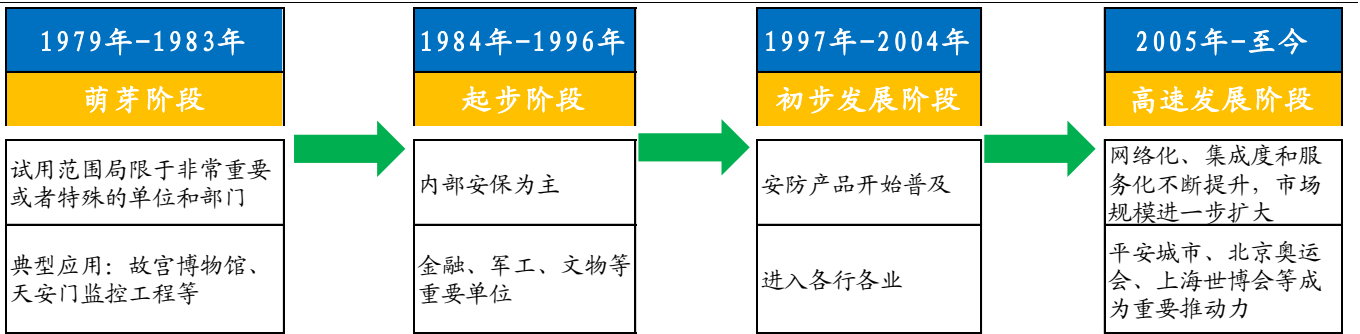 1979年-1983年
萌芽阶段
试用范围局限于非常重要
或者特殊的单位和部门
典型应用：故宫博物馆、
天安门监控工程等
1984年-1996年
起步阶段
内部安保为主
金融、军工、文物等
重要单位
1997年-2004年
初步发展阶段
安防产品开始普及
进入各行各业
2005年-至今
高速发展阶段
网络化、集成度和服
务化不断提升，市场
规模进一步扩大
平安城市、北京奥运
会、上海世博会等成
为重要推动力